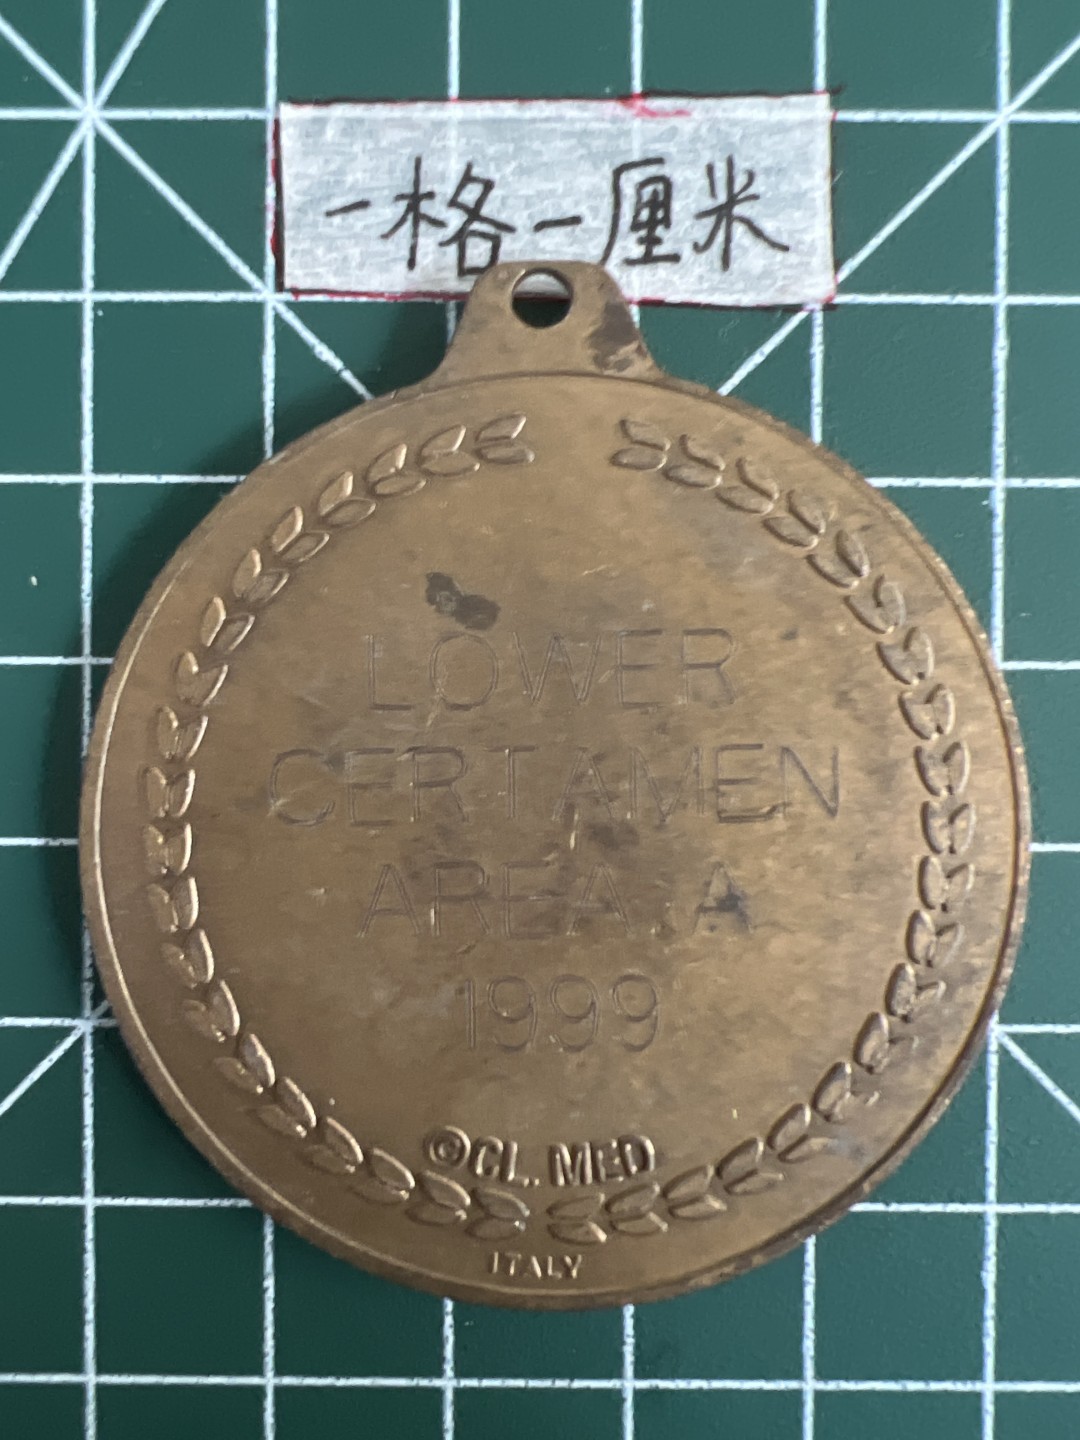 一格一厘米
LOWER
CERTAMEN
AREA A
1999
©CL. MED
ITALY